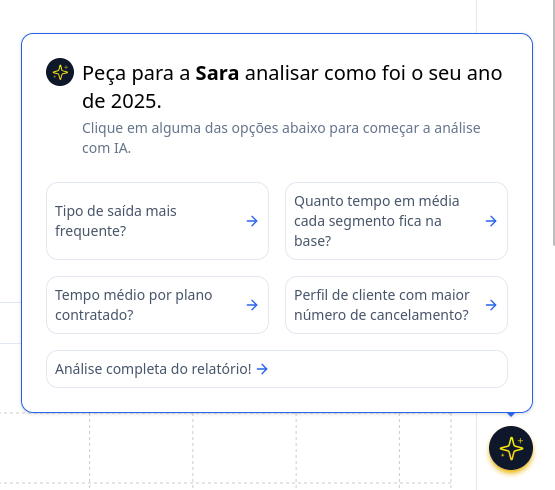 Peça para a Sara analisar como foi o seu ano
de 2025.
Clique em alguma das opções abaixo para começar a análise
com IA.
Tipo de saída mais
frequente?
Quanto tempo em média
cada segmento fica na
base?
Tempo médio por plano
contratado?
Perfil de cliente com maior
número de cancelamento?
Análise completa do relatório!